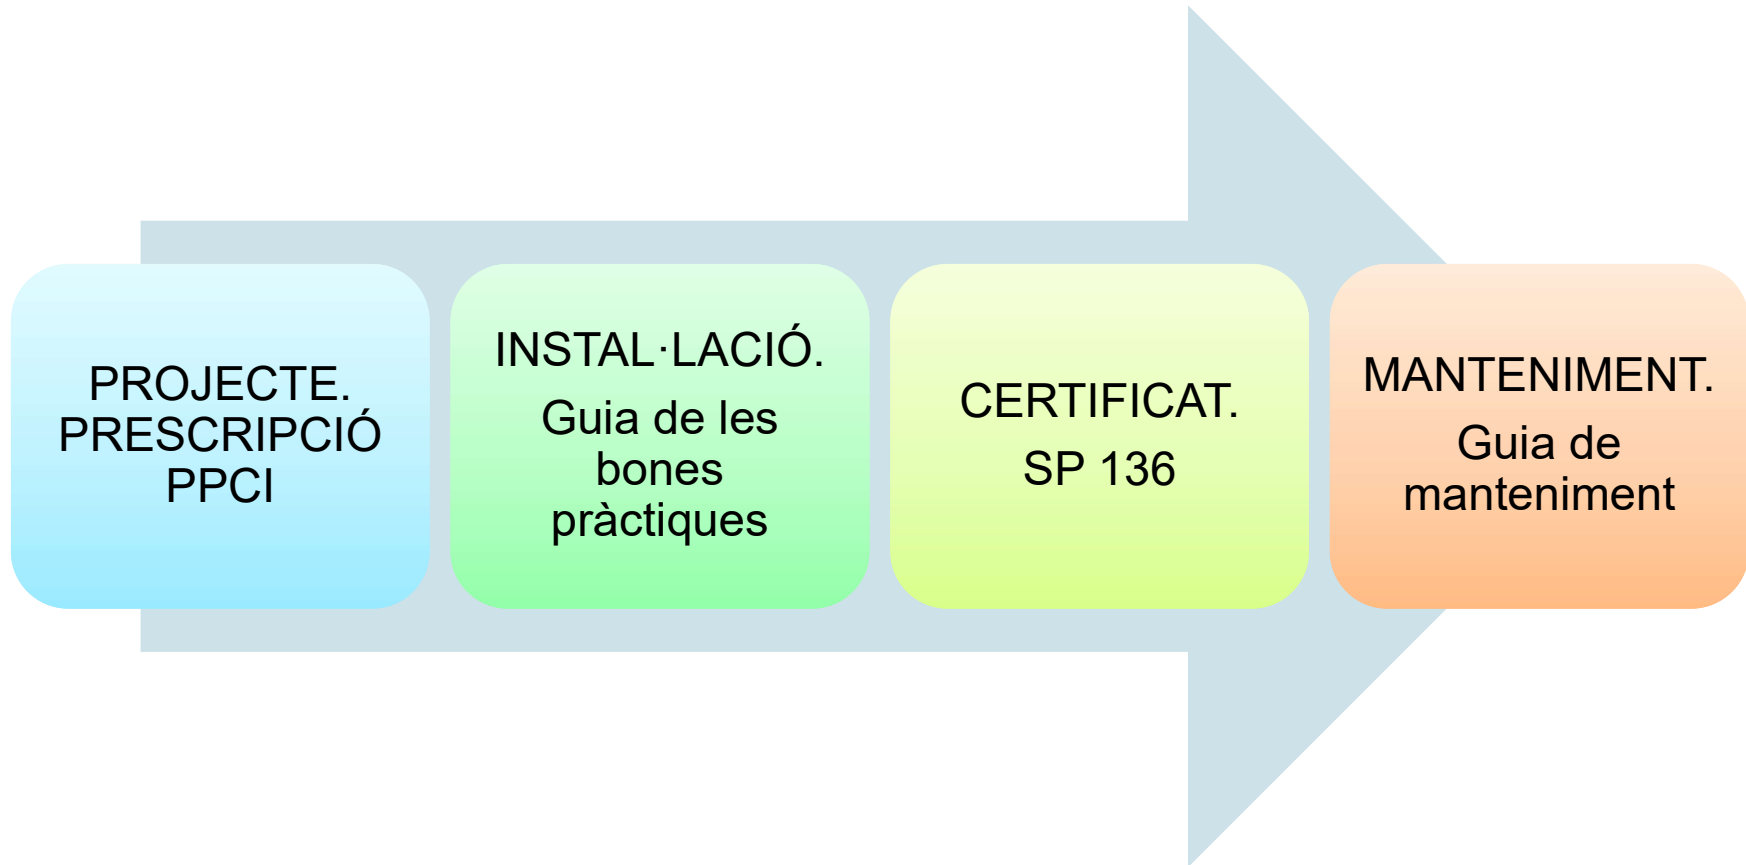 PROJECTE.
PRESCRIPCIÓ
PPCI
INSTAL·LACIÓ.
Guia de les
bones
pràctiques
CERTIFICAT.
SP 136
MANTENIMENT.
Guia de
manteniment